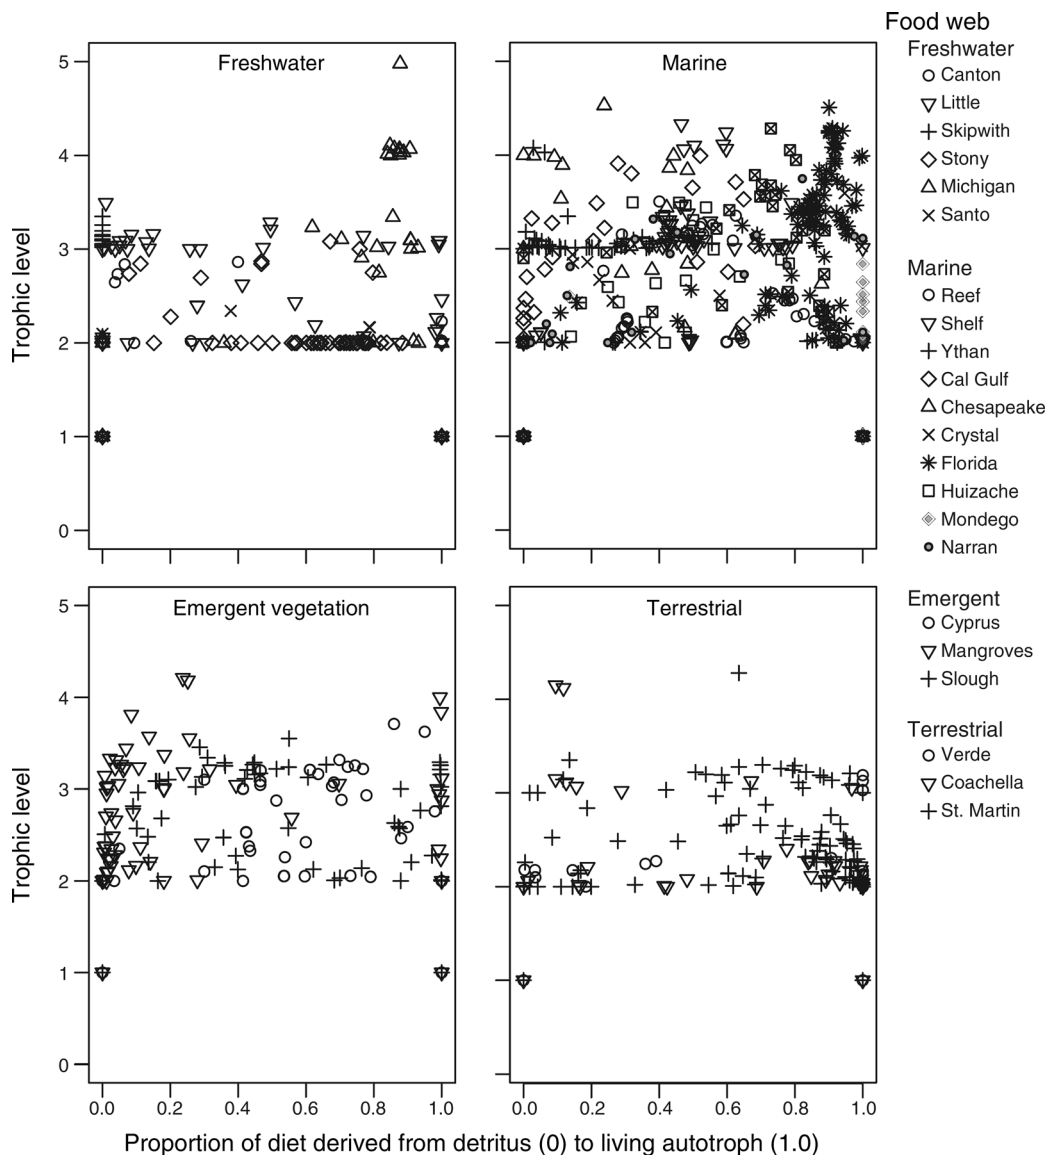 Food web
Freshwater
Canton
Little
Skipwith
Stony
Michigan
Santo
Marine
Reef
Shelf
Ythan
Cal Gulf
Chesapeake
Crystal
Florida
Huizache
Mondego
Narran
Emergent
Cyprus
Mangroves
Slough
Terrestrial
Verde
Coachella
St. Martin
Freshwater
Marine
Trophic level
5
4
3
2
1
0
Emergent vegetation
Terrestrial
Trophic level
5
4
3
2
1
0
0.0 0.2 0.4 0.6 0.8 1.0
0.0 0.2 0.4 0.6 0.8 1.0
Proportion of diet derived from detritus (0) to living autotroph (1.0)